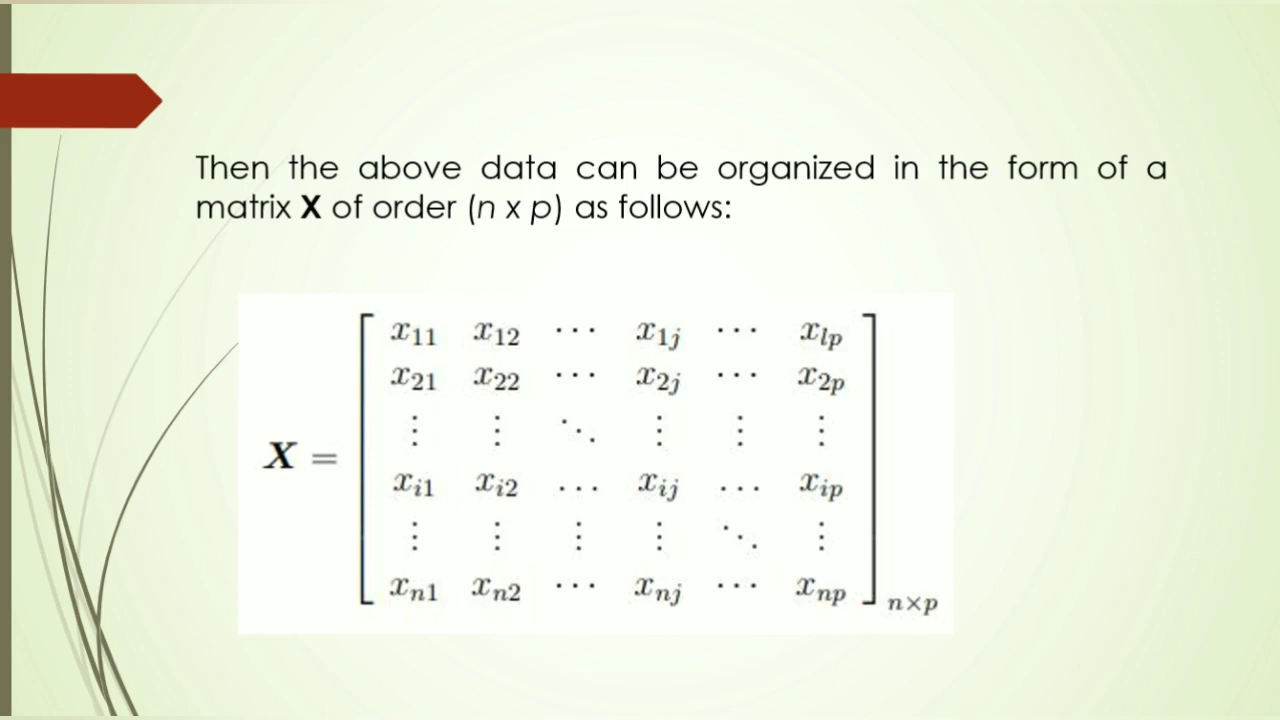 Then the above data can be organized in the form of a
matrix X of order (n x p) as follows:
x11 x12 ⋯ x1j ⋯ xlp
x21 x22 ⋯ x2j ⋯ x2p
⋮ ⋮ ⋱ ⋮ ⋮ ⋮
X =
xi1 xi2 … xij … xip
⋮ ⋮ ⋮ ⋮ ⋱ ⋮
xn1 xn2 ⋯ xnj ⋯ xnp
n×p